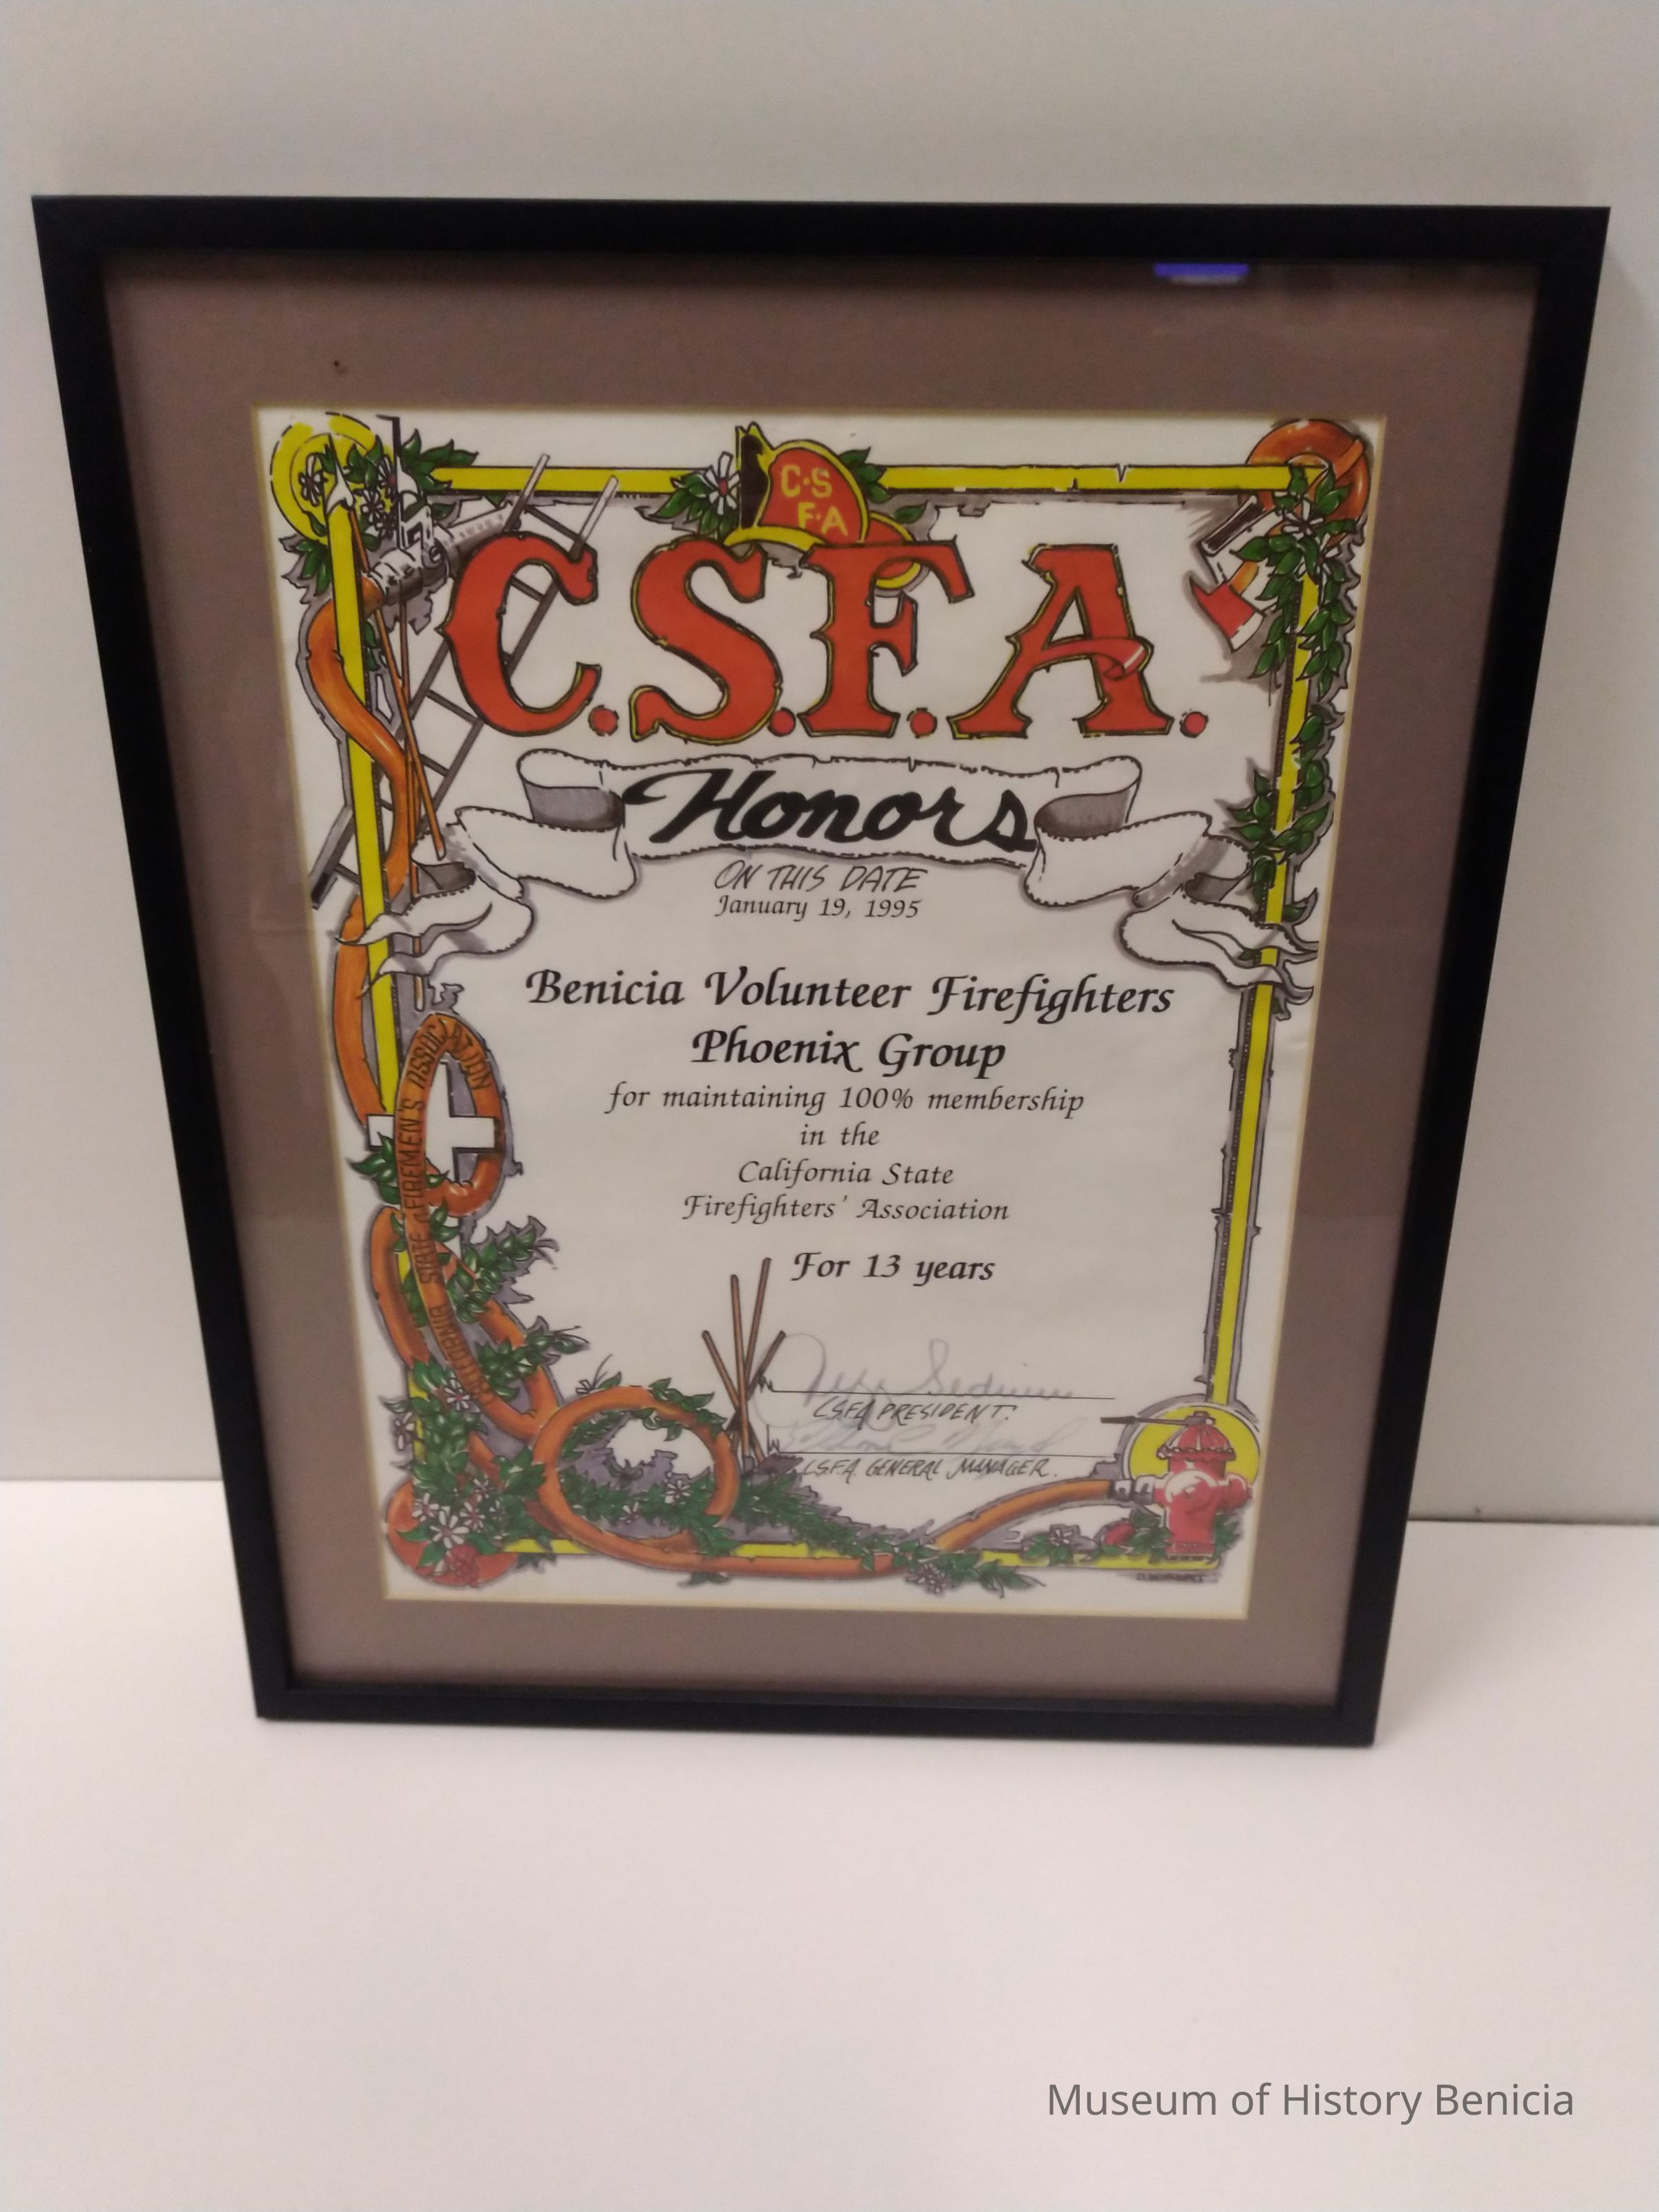 C·S
F·A
C.S.F.A.
Honors
ON THIS DATE
January 19, 1995
Benicia Volunteer Firefighters
Phoenix Group
for maintaining 100% membership
in the
California State
Firefighters' Association
For 13 years
CALIFORNIA STATE FIREMEN'S ASSOCIATION
CSFA PRESIDENT.
C.S.F.A. GENERAL MANAGER.
Museum of History Benicia